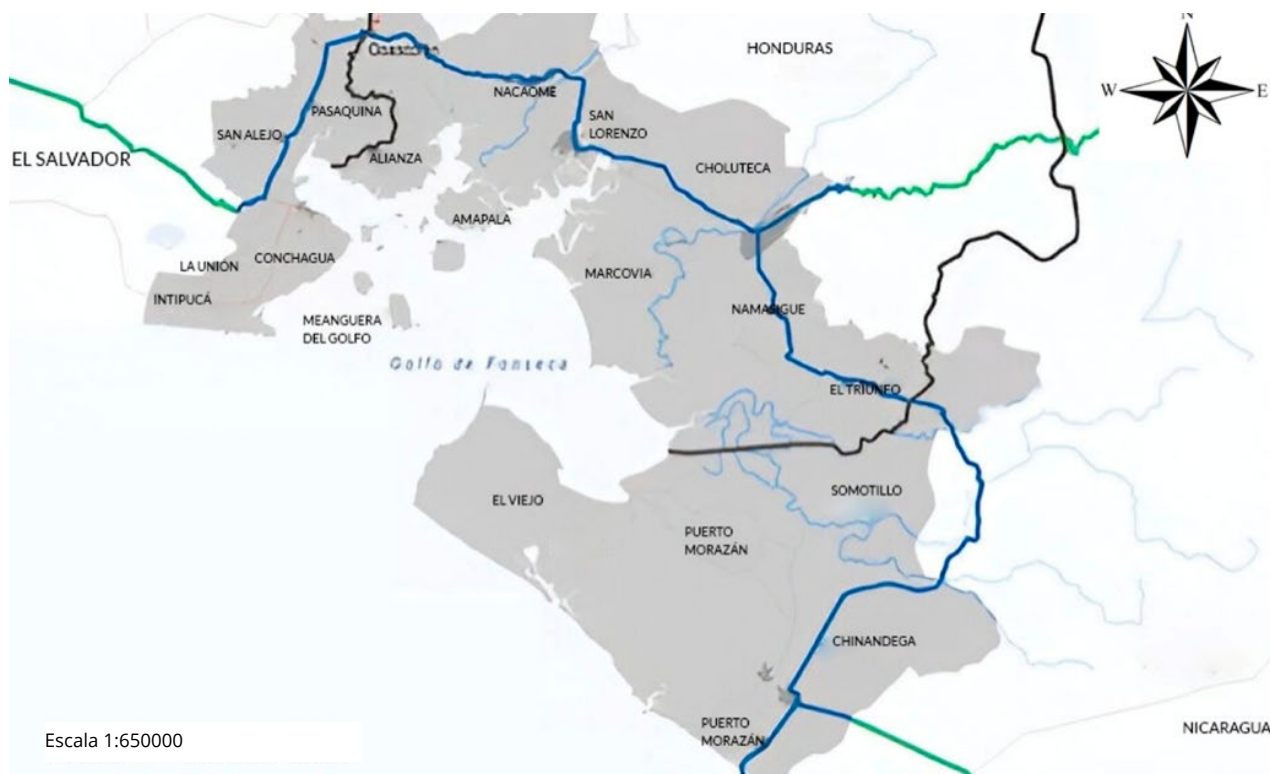 N
HONDURAS
W
E
NACAOME
PASAQUINA
SAN
LORENZO
SAN ALEJO
EL SALVADOR
ALIANZA
CHOLUTECA
AMAPALA
LA UNIÓN
CONCHAGUA
MARCOVIA
INTIPUCÁ
MEANGUERA
DEL GOLFO
NAMASIGUE
Golfo de Fonseca
EL TRIUNFO
EL VIEJO
SOMOTILLO
PUERTO
MORAZÁN
CHINANDEGA
PUERTO
MORAZÁN
NICARAGUA
Escala 1:650000
S